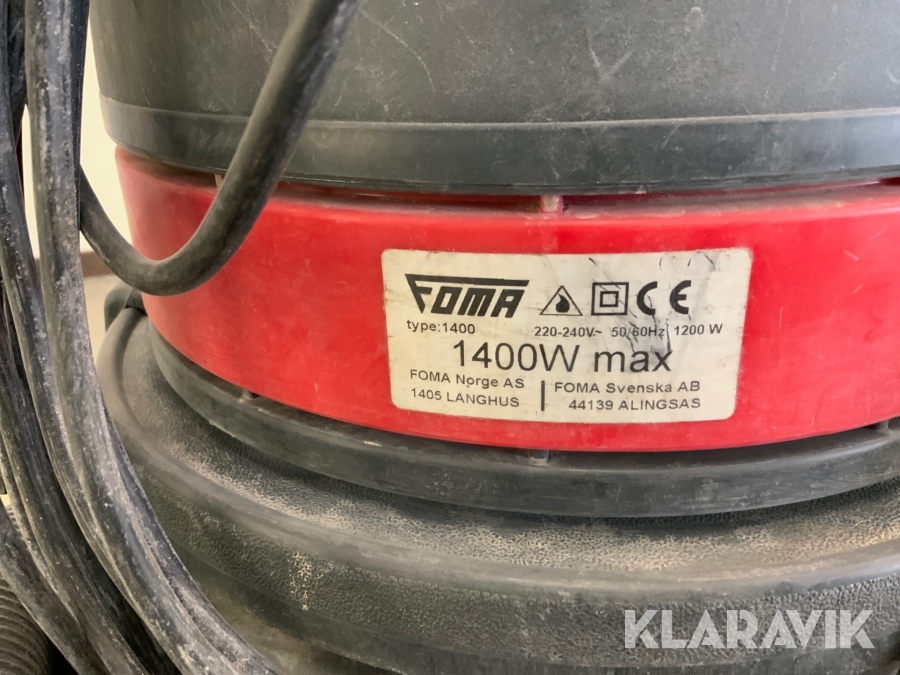 FOMA CE
type:1400 220-240V~ 50/60Hz 1200 W
1400W max
FOMA Norge AS | FOMA Svenska AB
1405 LANGHUS | 44139 ALINGSAS
KLARAVIK